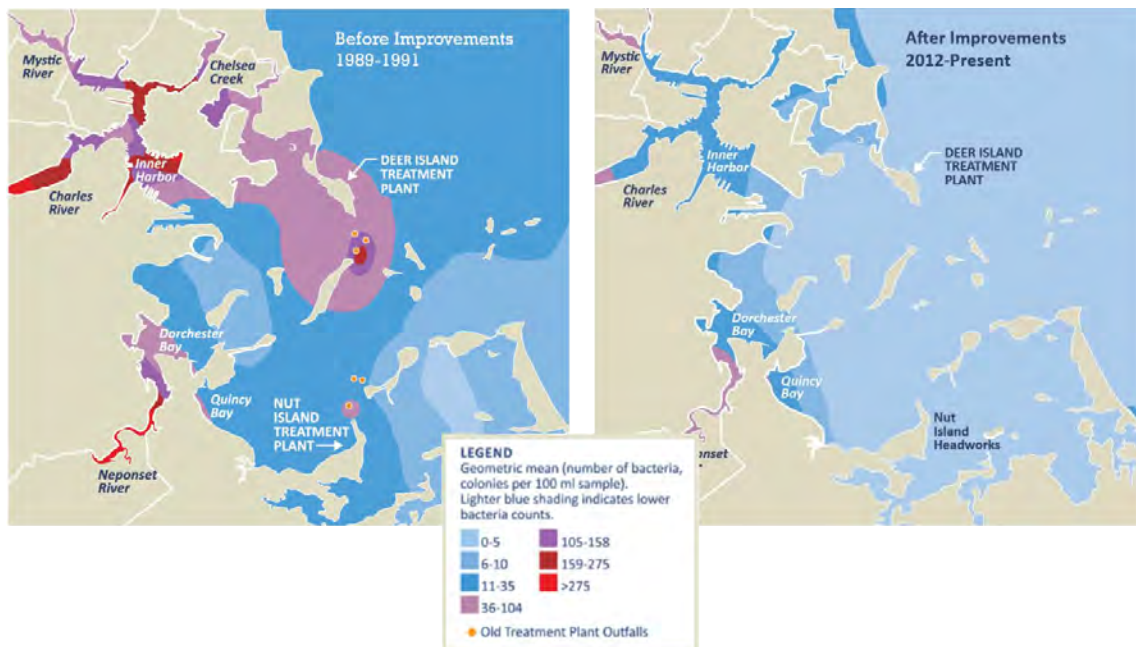 Before Improvements
1989-1991
Mystic
River
Chelsea
Creek
DEER ISLAND
TREATMENT
PLANT
Inner
Harbor
Charles
River
Dorchester
Bay
Quincy
Bay
NUT
ISLAND
TREATMENT
PLANT
Neponset
River
After Improvements
2012-Present
Mystic
River
DEER ISLAND
TREATMENT
PLANT
Inner
Harbor
Charles
River
Dorchester
Bay
Quincy
Bay
Nut
Island
Headworks
LEGEND
Geometric mean (number of bacteria,
colonies per 100 ml sample).
Lighter blue shading indicates lower
bacteria counts.
0-5
6-10
11-35
36-104
105-158
159-275
>275
Old Treatment Plant Outfalls